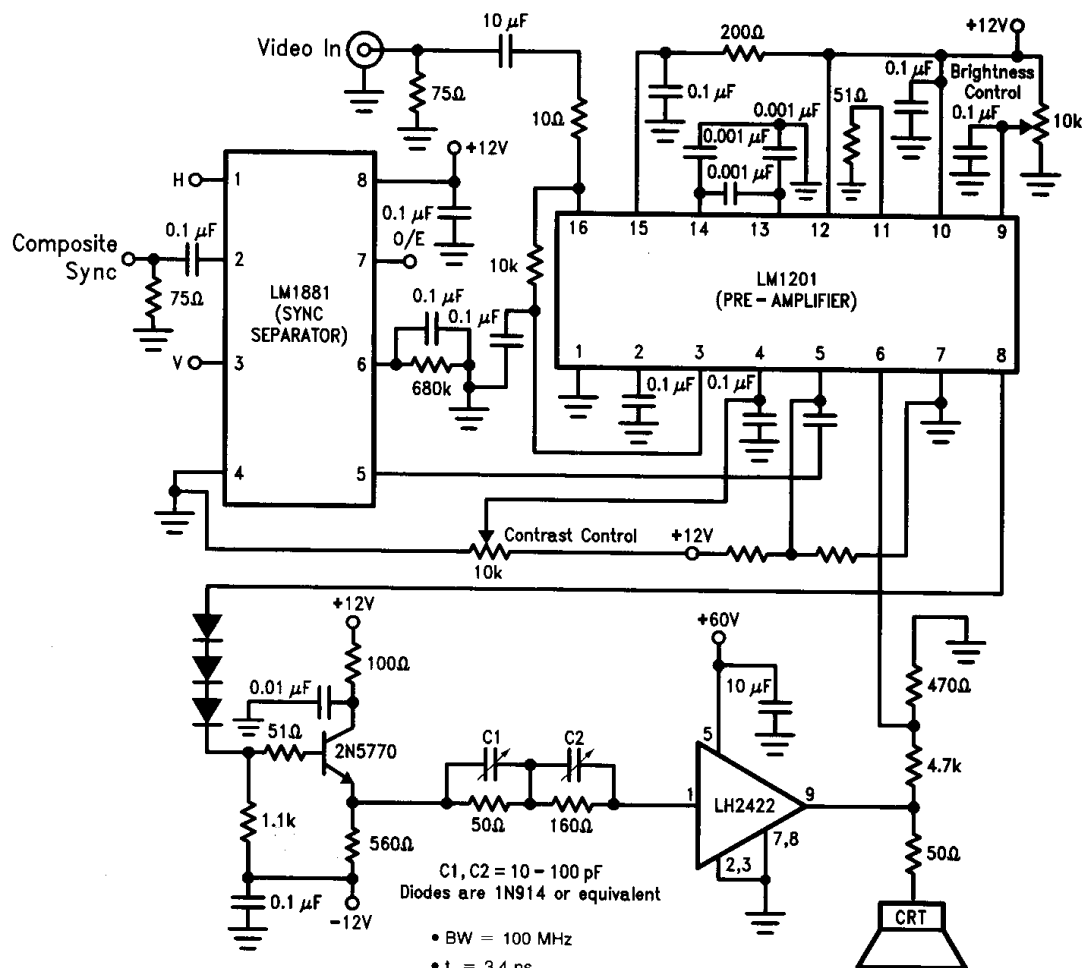 Video In
10 μF
75Ω
10Ω
200Ω
+12V
0.1 μF
0.001 μF
0.001 μF
0.001 μF
51Ω
0.1 μF
Brightness
Control
0.1 μF
10k
H
1
8
+12V
0.1 μF
O/E
Composite
Sync
0.1 μF
2
7
75Ω
LM1881
(SYNC
SEPARATOR)
0.1 μF
0.1 μF
10k
V
3
6
680k
4
5
16
15
14
13
12
11
10
9
LM1201
(PRE-AMPLIFIER)
1
2
3
4
5
6
7
8
0.1 μF
0.1 μF
Contrast Control
+12V
10k
+12V
100Ω
0.01 μF
51Ω
2N5770
1.1k
560Ω
0.1 μF
-12V
C1
C2
50Ω
160Ω
C1, C2 = 10 - 100 pF
Diodes are 1N914 or equivalent
+60V
10 μF
5
1
LH2422
9
7,8
2,3
470Ω
4.7k
50Ω
CRT
• BW = 100 MHz